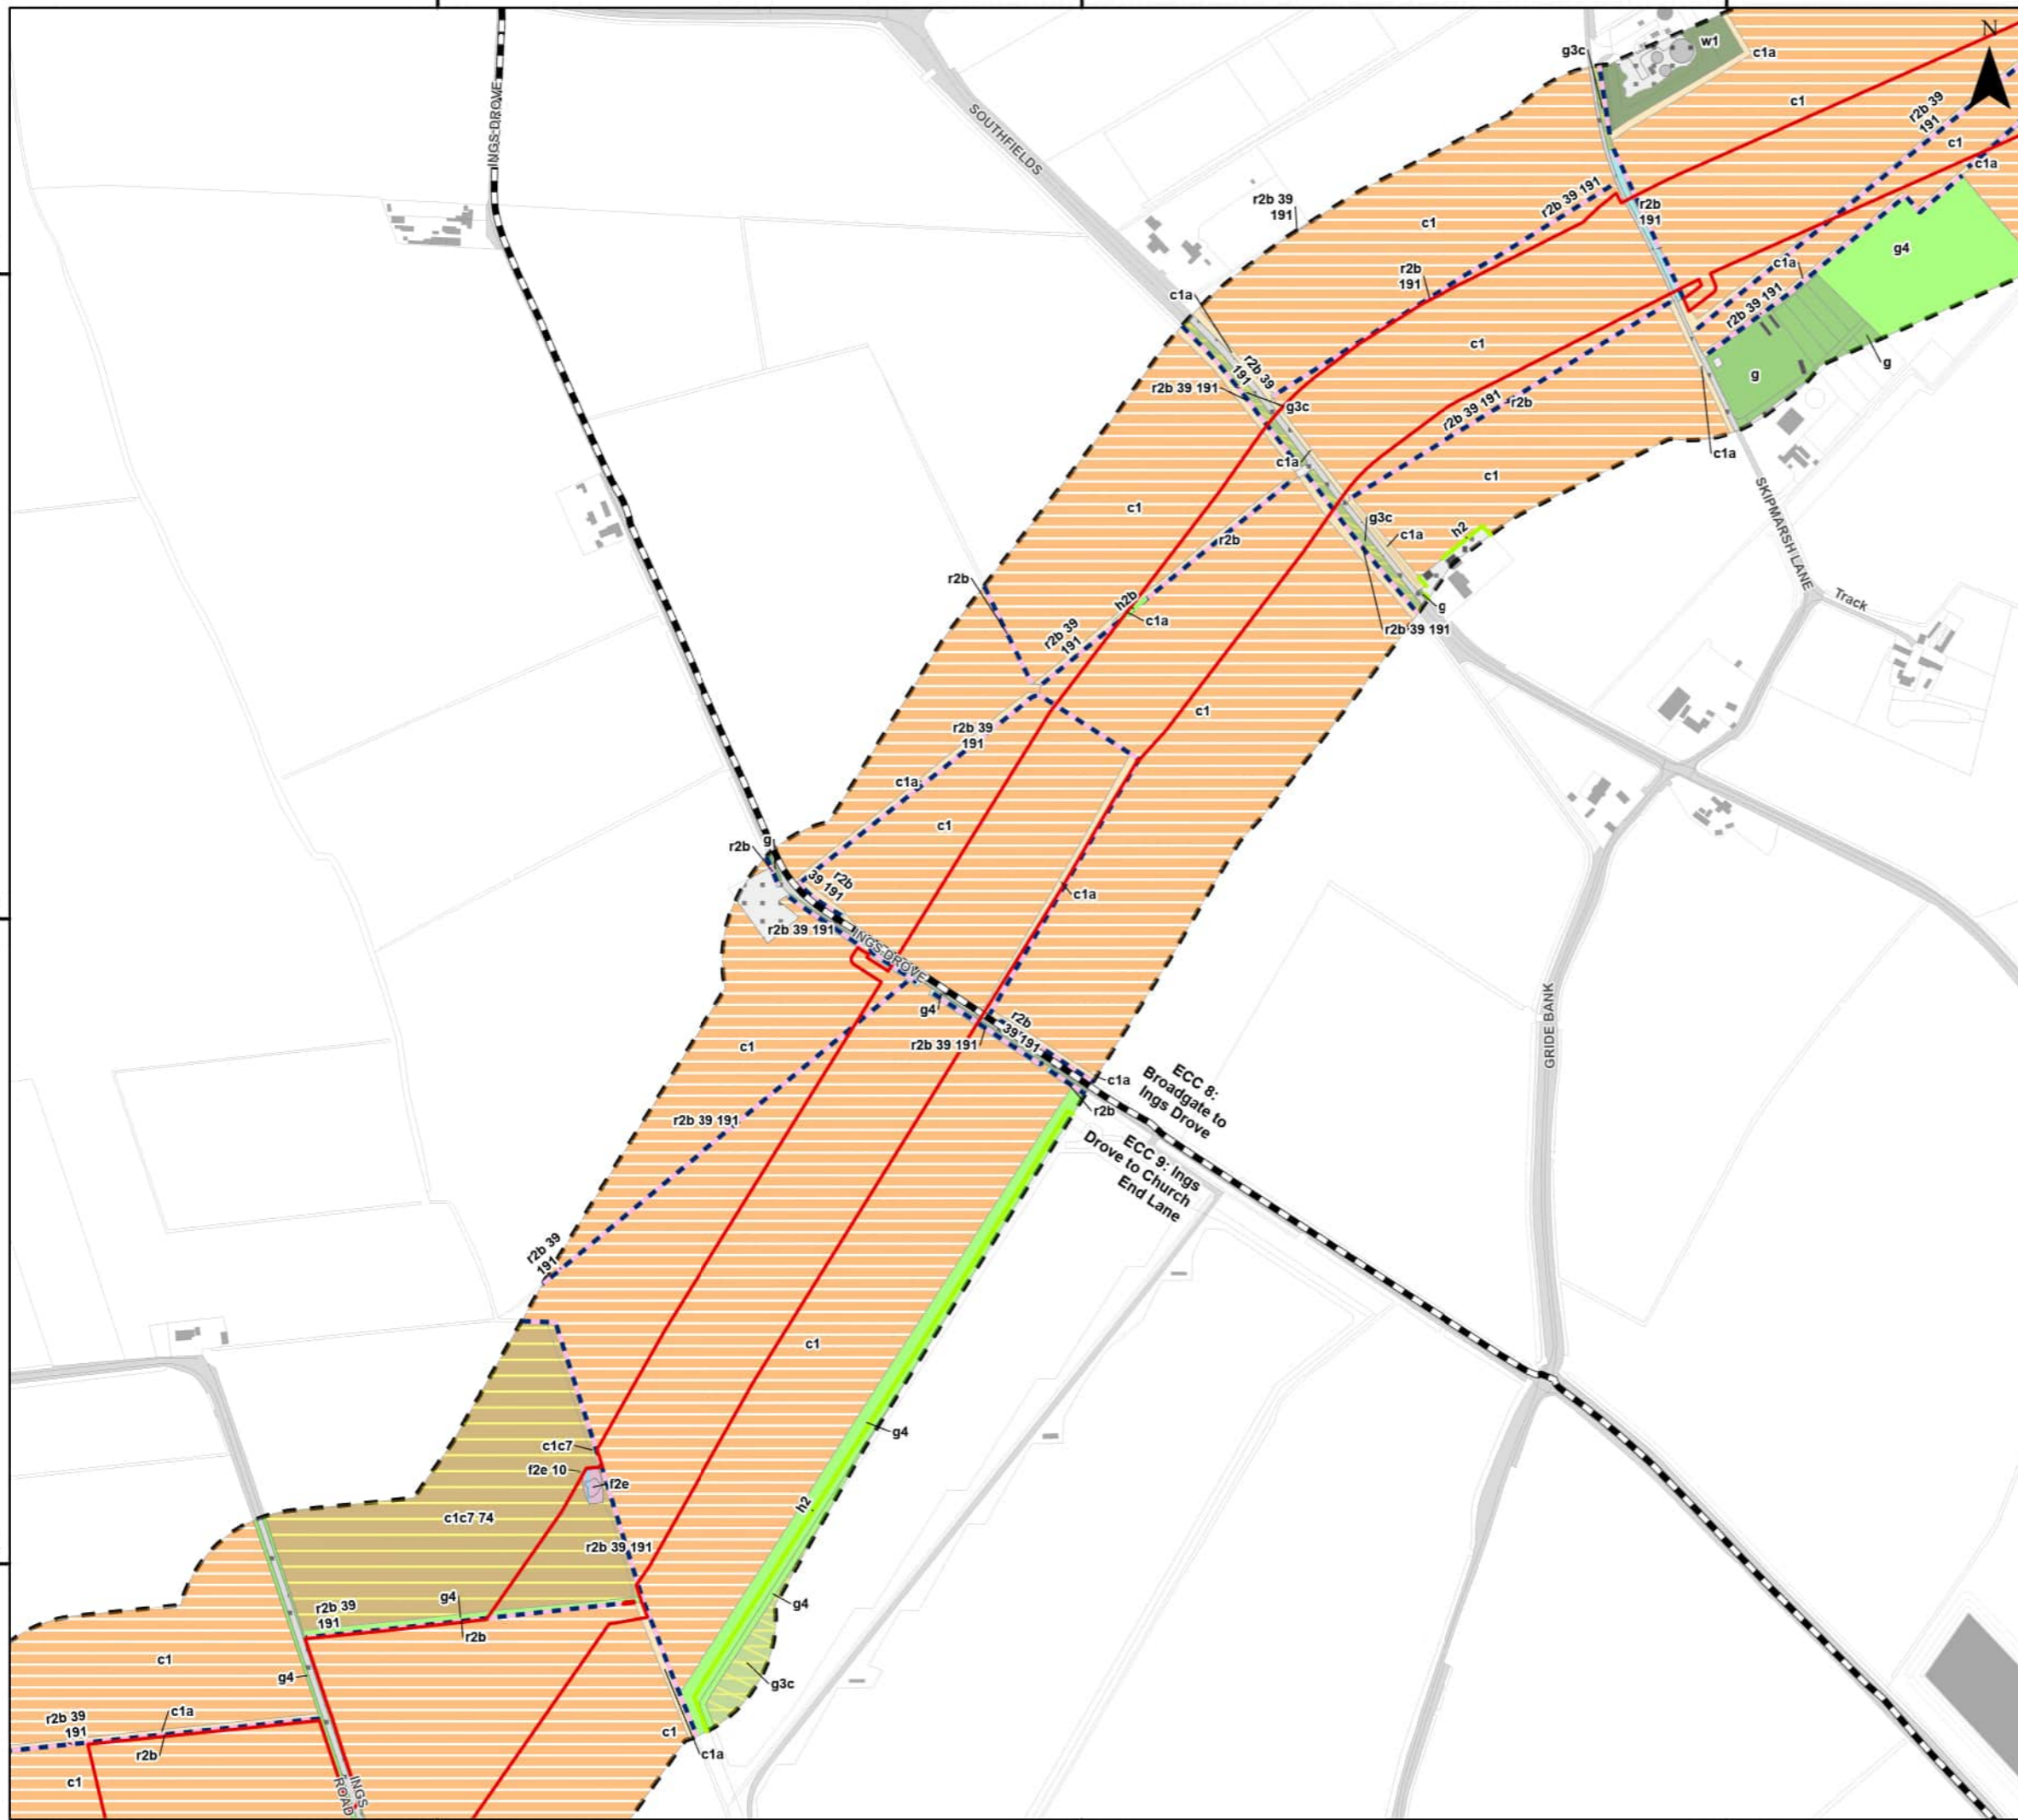 N
g3c
w1
c1a
c1
r2b 39
191
c1
c1a
INGS DROVE
SOUTHFIELDS
r2b 39
191
r2b 39 191
r2b
191
c1
g4
r2b
191
c1a
c1a
r2b 39 191
c1
g
g
r2b 39
191
r2b 39 191
g3c
r2b 39 191
r2b
c1a
c1a
c1
c1
g3c
c1a
h2
SKIPMARSH LANE
r2b
r2b
h2b
c1a
g
Track
r2b 39 191
r2b 39
191
c1
r2b 39
191
c1a
c1
g
r2b
r2b
39 191
c1a
r2b 39 191
INGS DROVE
g4
r2b
39 191
r2b 39 191
c1
GRIDE BANK
c1a
r2b
ECC 8:
Broadgate to
Ings Drove
ECC 9: Ings
Drove to Church
End Lane
r2b 39 191
r2b 39
191
c1
g4
c1c7
f2e 10
f2e
h2
c1c7 74
r2b 39 191
g4
g4
r2b 39
191
r2b
c1
g4
g3c
r2b 39
191
c1a
c1
r2b
c1a
c1
INGS
ROAD